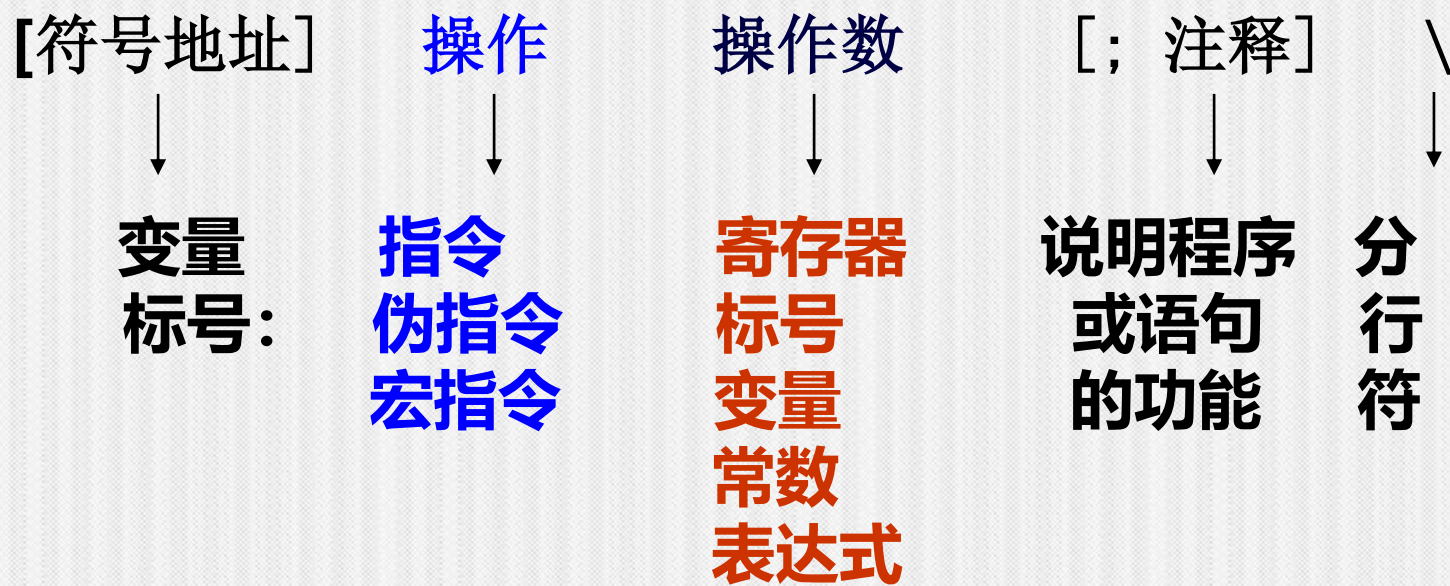 [符号地址] 操作 操作数 [; 注释] \
变量 指令 寄存器 说明程序 分
标号: 伪指令 标号 或语句 行
宏指令 变量 的功能 符
常数
表达式